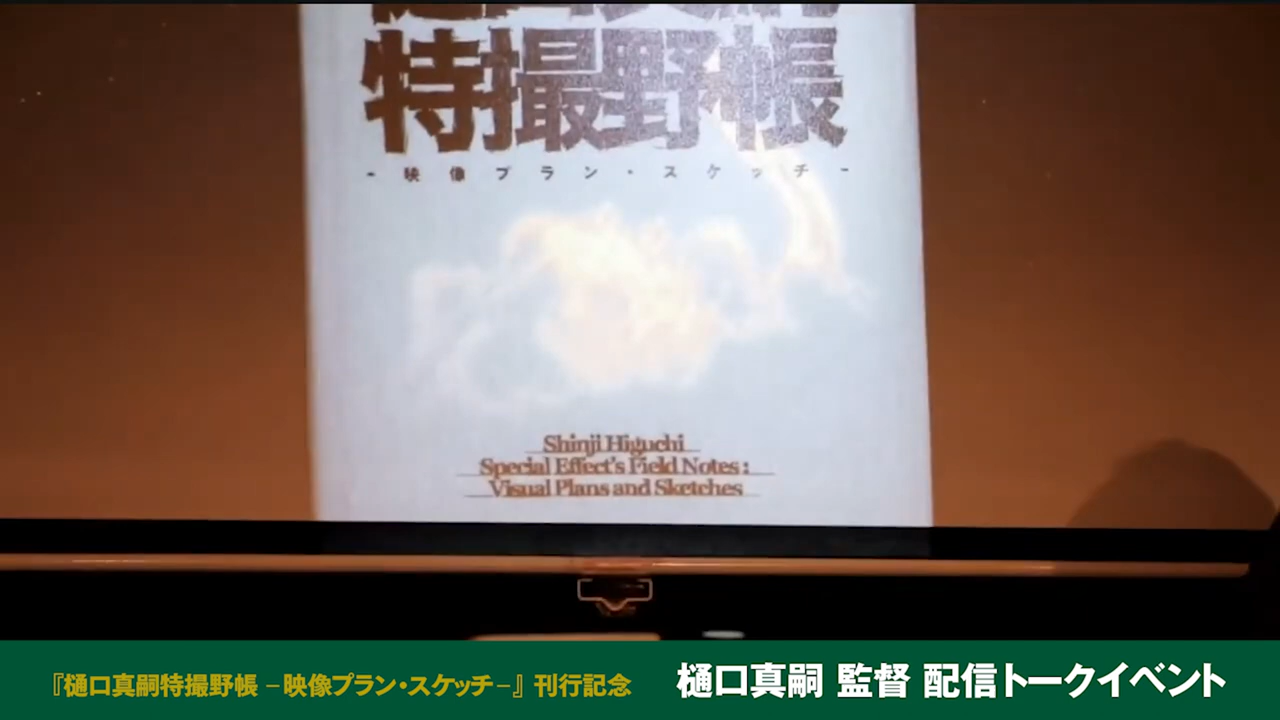 特撮野帳
-映像プラン・スケッチ-
Shinji Higuchi
Special Effect's Field Notes :
Visual Plans and Sketches
『樋口真嗣特撮野帳 –映像プラン・スケッチ–』刊行記念 樋口真嗣 監督 配信トークイベント